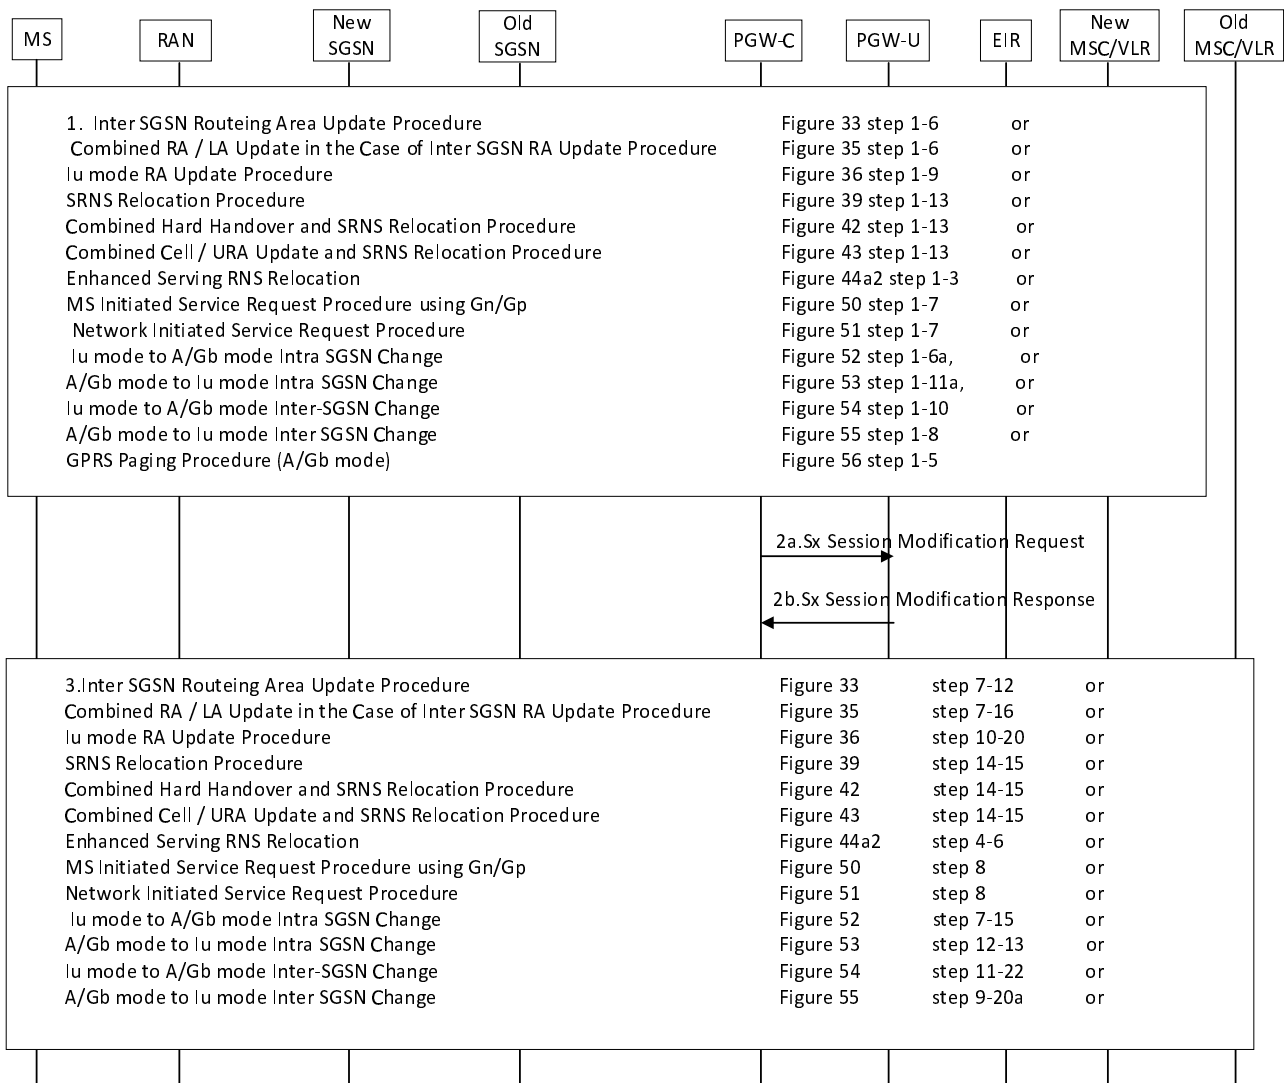 MS RAN New SGSN Old SGSN PGW-C PGW-U EIR New MSC/VLR Old MSC/VLR
1. Inter SGSN Routeing Area Update Procedure Figure 33 step 1-6 or
Combined RA / LA Update in the Case of Inter SGSN RA Update Procedure Figure 35 step 1-6 or
Iu mode RA Update Procedure Figure 36 step 1-9 or
SRNS Relocation Procedure Figure 39 step 1-13 or
Combined Hard Handover and SRNS Relocation Procedure Figure 42 step 1-13 or
Combined Cell / URA Update and SRNS Relocation Procedure Figure 43 step 1-13 or
Enhanced Serving RNS Relocation Figure 44a2 step 1-3 or
MS Initiated Service Request Procedure using Gn/Gp Figure 50 step 1-7 or
Network Initiated Service Request Procedure Figure 51 step 1-7 or
Iu mode to A/Gb mode Intra SGSN Change Figure 52 step 1-6a, or
A/Gb mode to Iu mode Intra SGSN Change Figure 53 step 1-11a, or
Iu mode to A/Gb mode Inter-SGSN Change Figure 54 step 1-10 or
A/Gb mode to Iu mode Inter SGSN Change Figure 55 step 1-8 or
GPRS Paging Procedure (A/Gb mode) Figure 56 step 1-5
2a.Sx Session Modification Request
2b.Sx Session Modification Response
3.Inter SGSN Routeing Area Update Procedure Figure 33 step 7-12 or
Combined RA / LA Update in the Case of Inter SGSN RA Update Procedure Figure 35 step 7-16 or
Iu mode RA Update Procedure Figure 36 step 10-20 or
SRNS Relocation Procedure Figure 39 step 14-15 or
Combined Hard Handover and SRNS Relocation Procedure Figure 42 step 14-15 or
Combined Cell / URA Update and SRNS Relocation Procedure Figure 43 step 14-15 or
Enhanced Serving RNS Relocation Figure 44a2 step 4-6 or
MS Initiated Service Request Procedure using Gn/Gp Figure 50 step 8 or
Network Initiated Service Request Procedure Figure 51 step 8 or
Iu mode to A/Gb mode Intra SGSN Change Figure 52 step 7-15 or
A/Gb mode to Iu mode Intra SGSN Change Figure 53 step 12-13 or
Iu mode to A/Gb mode Inter-SGSN Change Figure 54 step 11-22 or
A/Gb mode to Iu mode Inter SGSN Change Figure 55 step 9-20a or